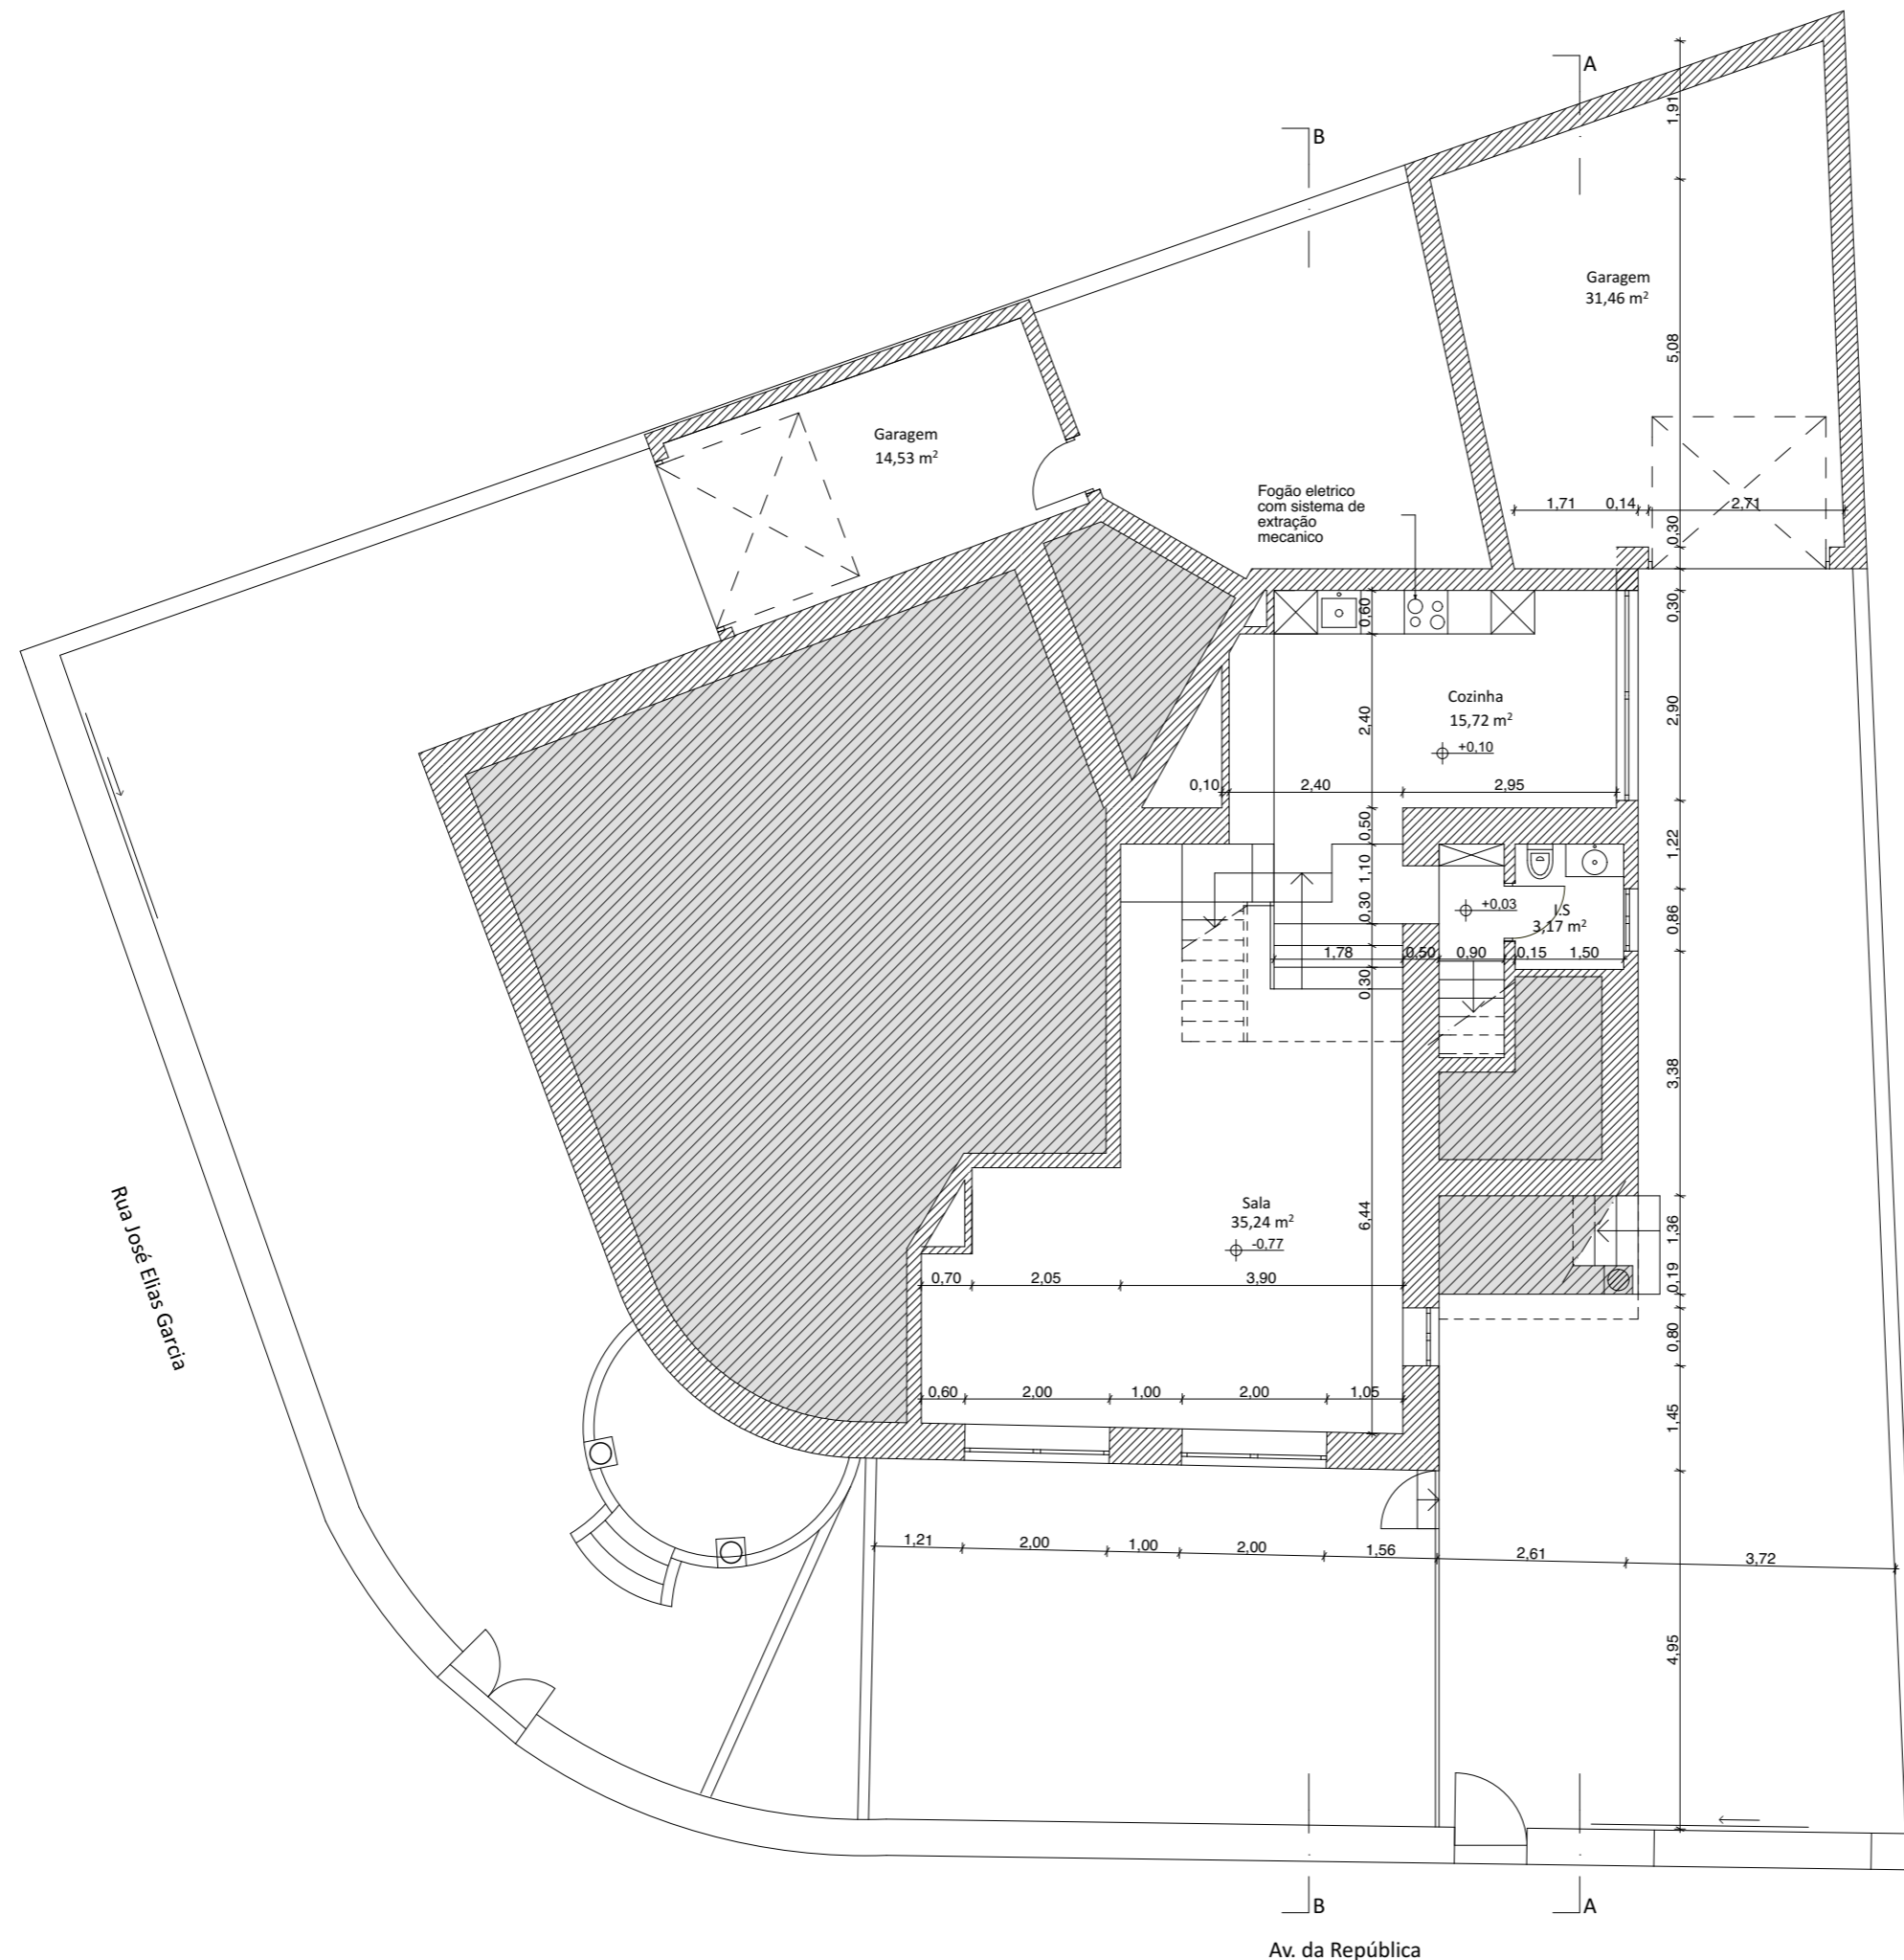 A
B
1,91
Garagem
31,46 m²
5,08
Garagem
14,53 m²
Fogão eletrico
com sistema de
extração
mecanico
1,71
0,14
2,71
0,30
0,60
0,30
Cozinha
15,72 m²
+0,10
2,40
2,90
0,10
2,40
2,95
0,50
1,22
1,10
+0,03
I.S
3,17 m²
0,30
0,86
1,78
0,50
0,90
0,15
1,50
0,30
3,38
Rua José Elias Garcia
Sala
35,24 m²
-0,77
6,44
1,36
0,70
2,05
3,90
0,19
0,80
0,60
2,00
1,00
2,00
1,05
1,45
1,21
2,00
1,00
2,00
1,56
2,61
3,72
4,95
B
A
Av. da República